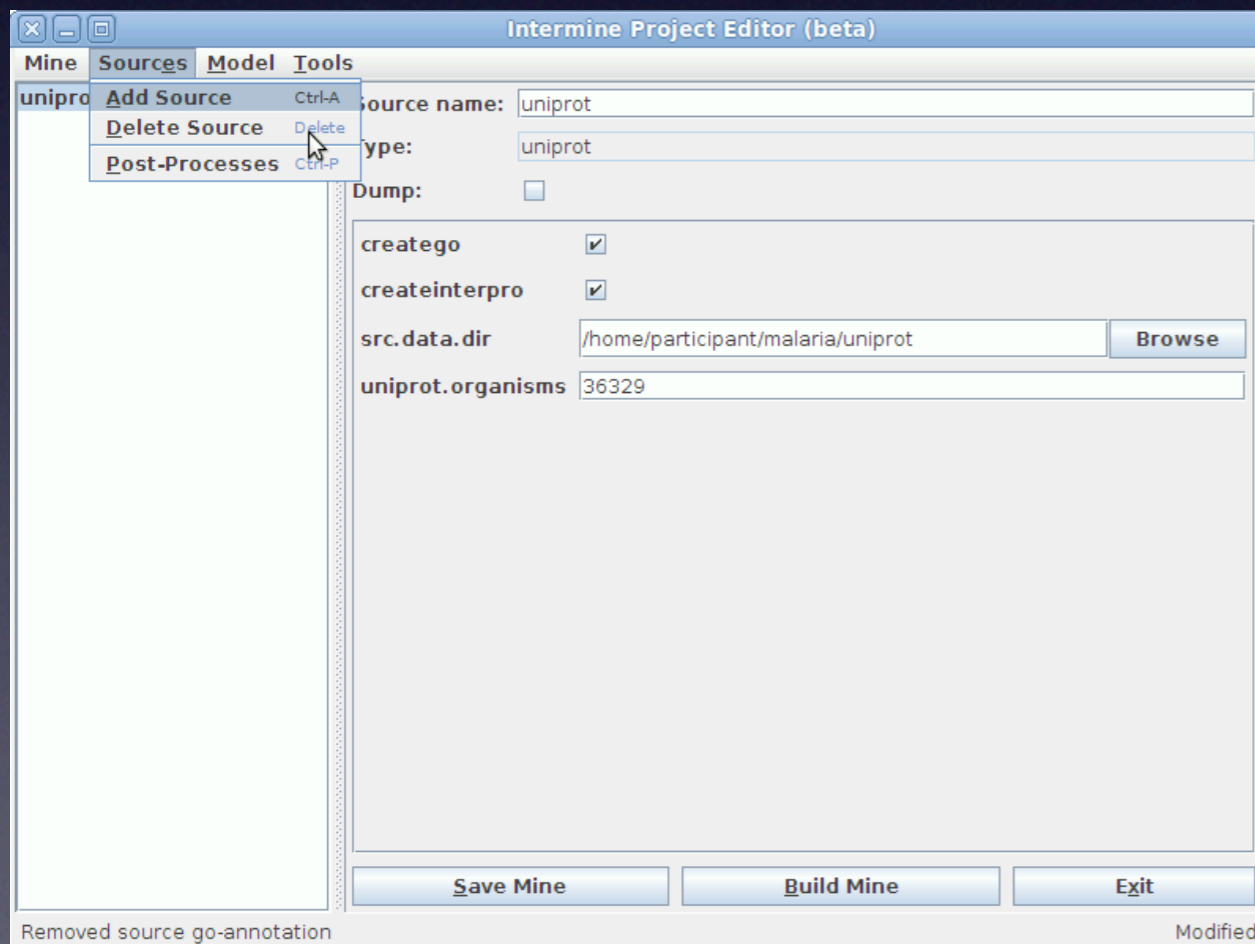 Intermine Project Editor (beta)
Mine Sources Model Tools
Add Source Ctrl-A
Delete Source Delete
Post-Processes Ctrl-P
Source name: uniprot
Type: uniprot
Dump:
creatego
createinterpro
src.data.dir /home/participant/malaria/uniprot Browse
uniprot.organisms 36329
Save Mine Build Mine Exit
Removed source go-annotation Modified